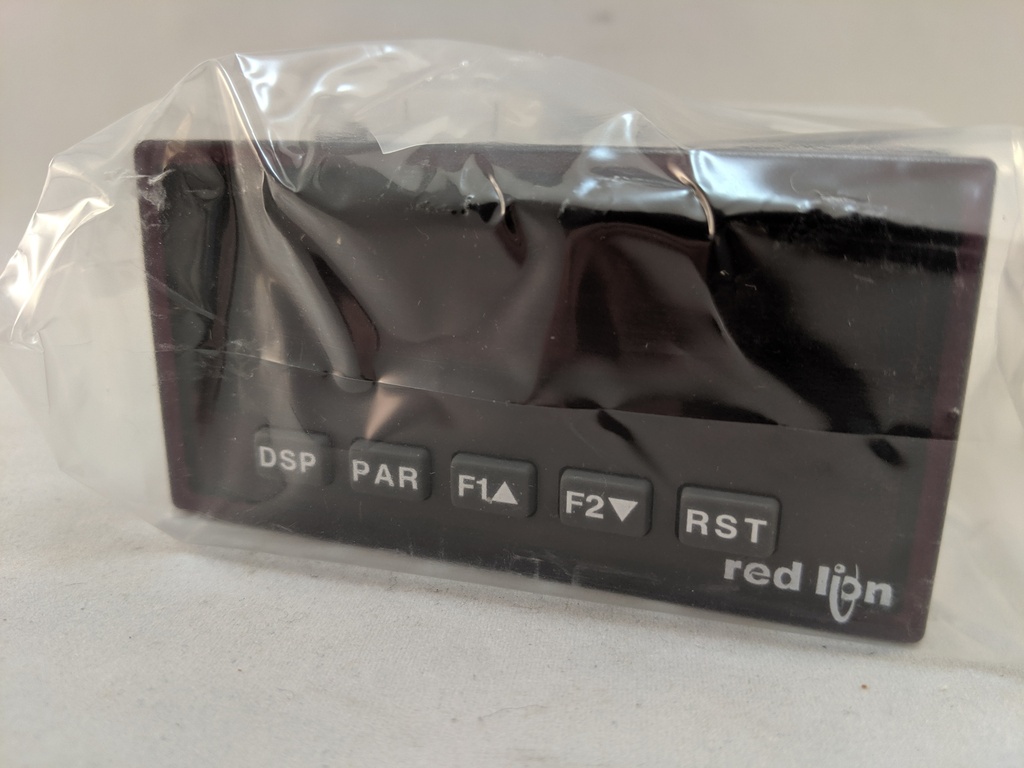 DSP PAR F1▲ F2▼ RST
red lion